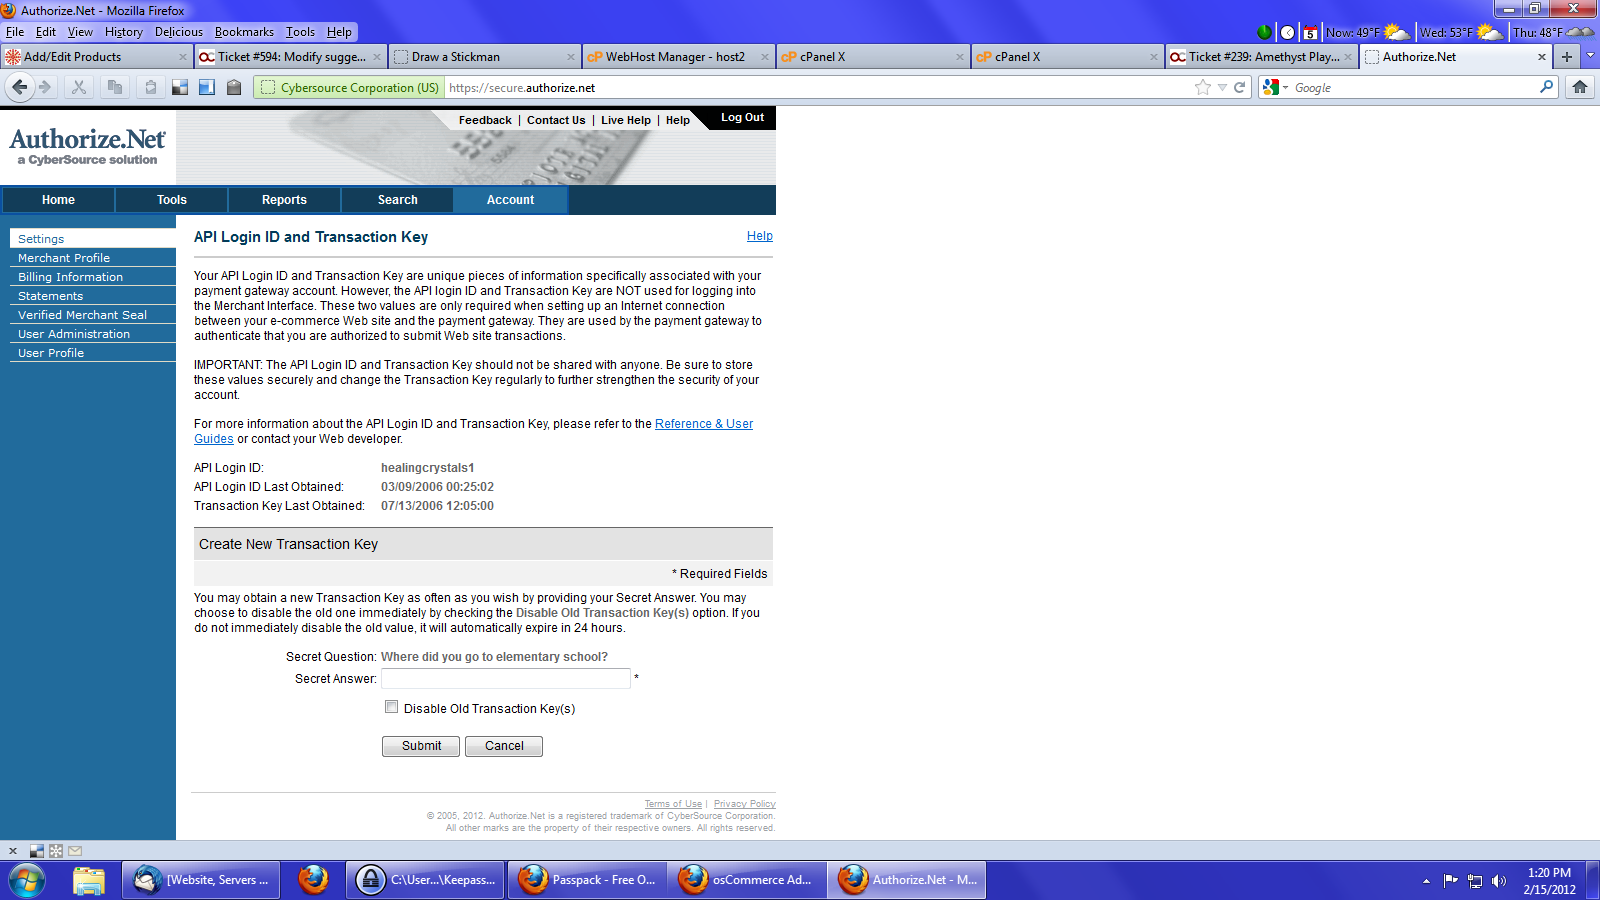 Authorize.Net - Mozilla Firefox
File Edit View History Delicious Bookmarks Tools Help
Now: 49°F Wed: 53°F Thu: 48°F
5
Add/Edit Products
Ticket #594: Modify sugge...
Draw a Stickman
cP WebHost Manager - host2
cP cPanel X
cP cPanel X
Ticket #239: Amethyst Play...
Authorize.Net
Cybersource Corporation (US) https://secure.authorize.net
Google
Authorize.Net
a CyberSource solution
Feedback | Contact Us | Live Help | Help Log Out
Home Tools Reports Search Account
Settings
Merchant Profile
Billing Information
Statements
Verified Merchant Seal
User Administration
User Profile
API Login ID and Transaction Key Help
Your API Login ID and Transaction Key are unique pieces of information specifically associated with your
payment gateway account. However, the API login ID and Transaction Key are NOT used for logging into
the Merchant Interface. These two values are only required when setting up an Internet connection
between your e-commerce Web site and the payment gateway. They are used by the payment gateway to
authenticate that you are authorized to submit Web site transactions.
IMPORTANT: The API Login ID and Transaction Key should not be shared with anyone. Be sure to store
these values securely and change the Transaction Key regularly to further strengthen the security of your
account.
For more information about the API Login ID and Transaction Key, please refer to the Reference & User
Guides or contact your Web developer.
API Login ID: healingcrystals1
API Login ID Last Obtained: 03/09/2006 00:25:02
Transaction Key Last Obtained: 07/13/2006 12:05:00
Create New Transaction Key
* Required Fields
You may obtain a new Transaction Key as often as you wish by providing your Secret Answer. You may
choose to disable the old one immediately by checking the Disable Old Transaction Key(s) option. If you
do not immediately disable the old value, it will automatically expire in 24 hours.
Secret Question: Where did you go to elementary school?
Secret Answer: *
Disable Old Transaction Key(s)
Submit Cancel
Terms of Use | Privacy Policy
© 2005, 2012. Authorize.Net is a registered trademark of CyberSource Corporation.
All other marks are the property of their respective owners. All rights reserved.
[Website, Servers ...
C:\User...\Keepass...
Passpack - Free O...
osCommerce Ad...
Authorize.Net - M...
1:20 PM
2/15/2012